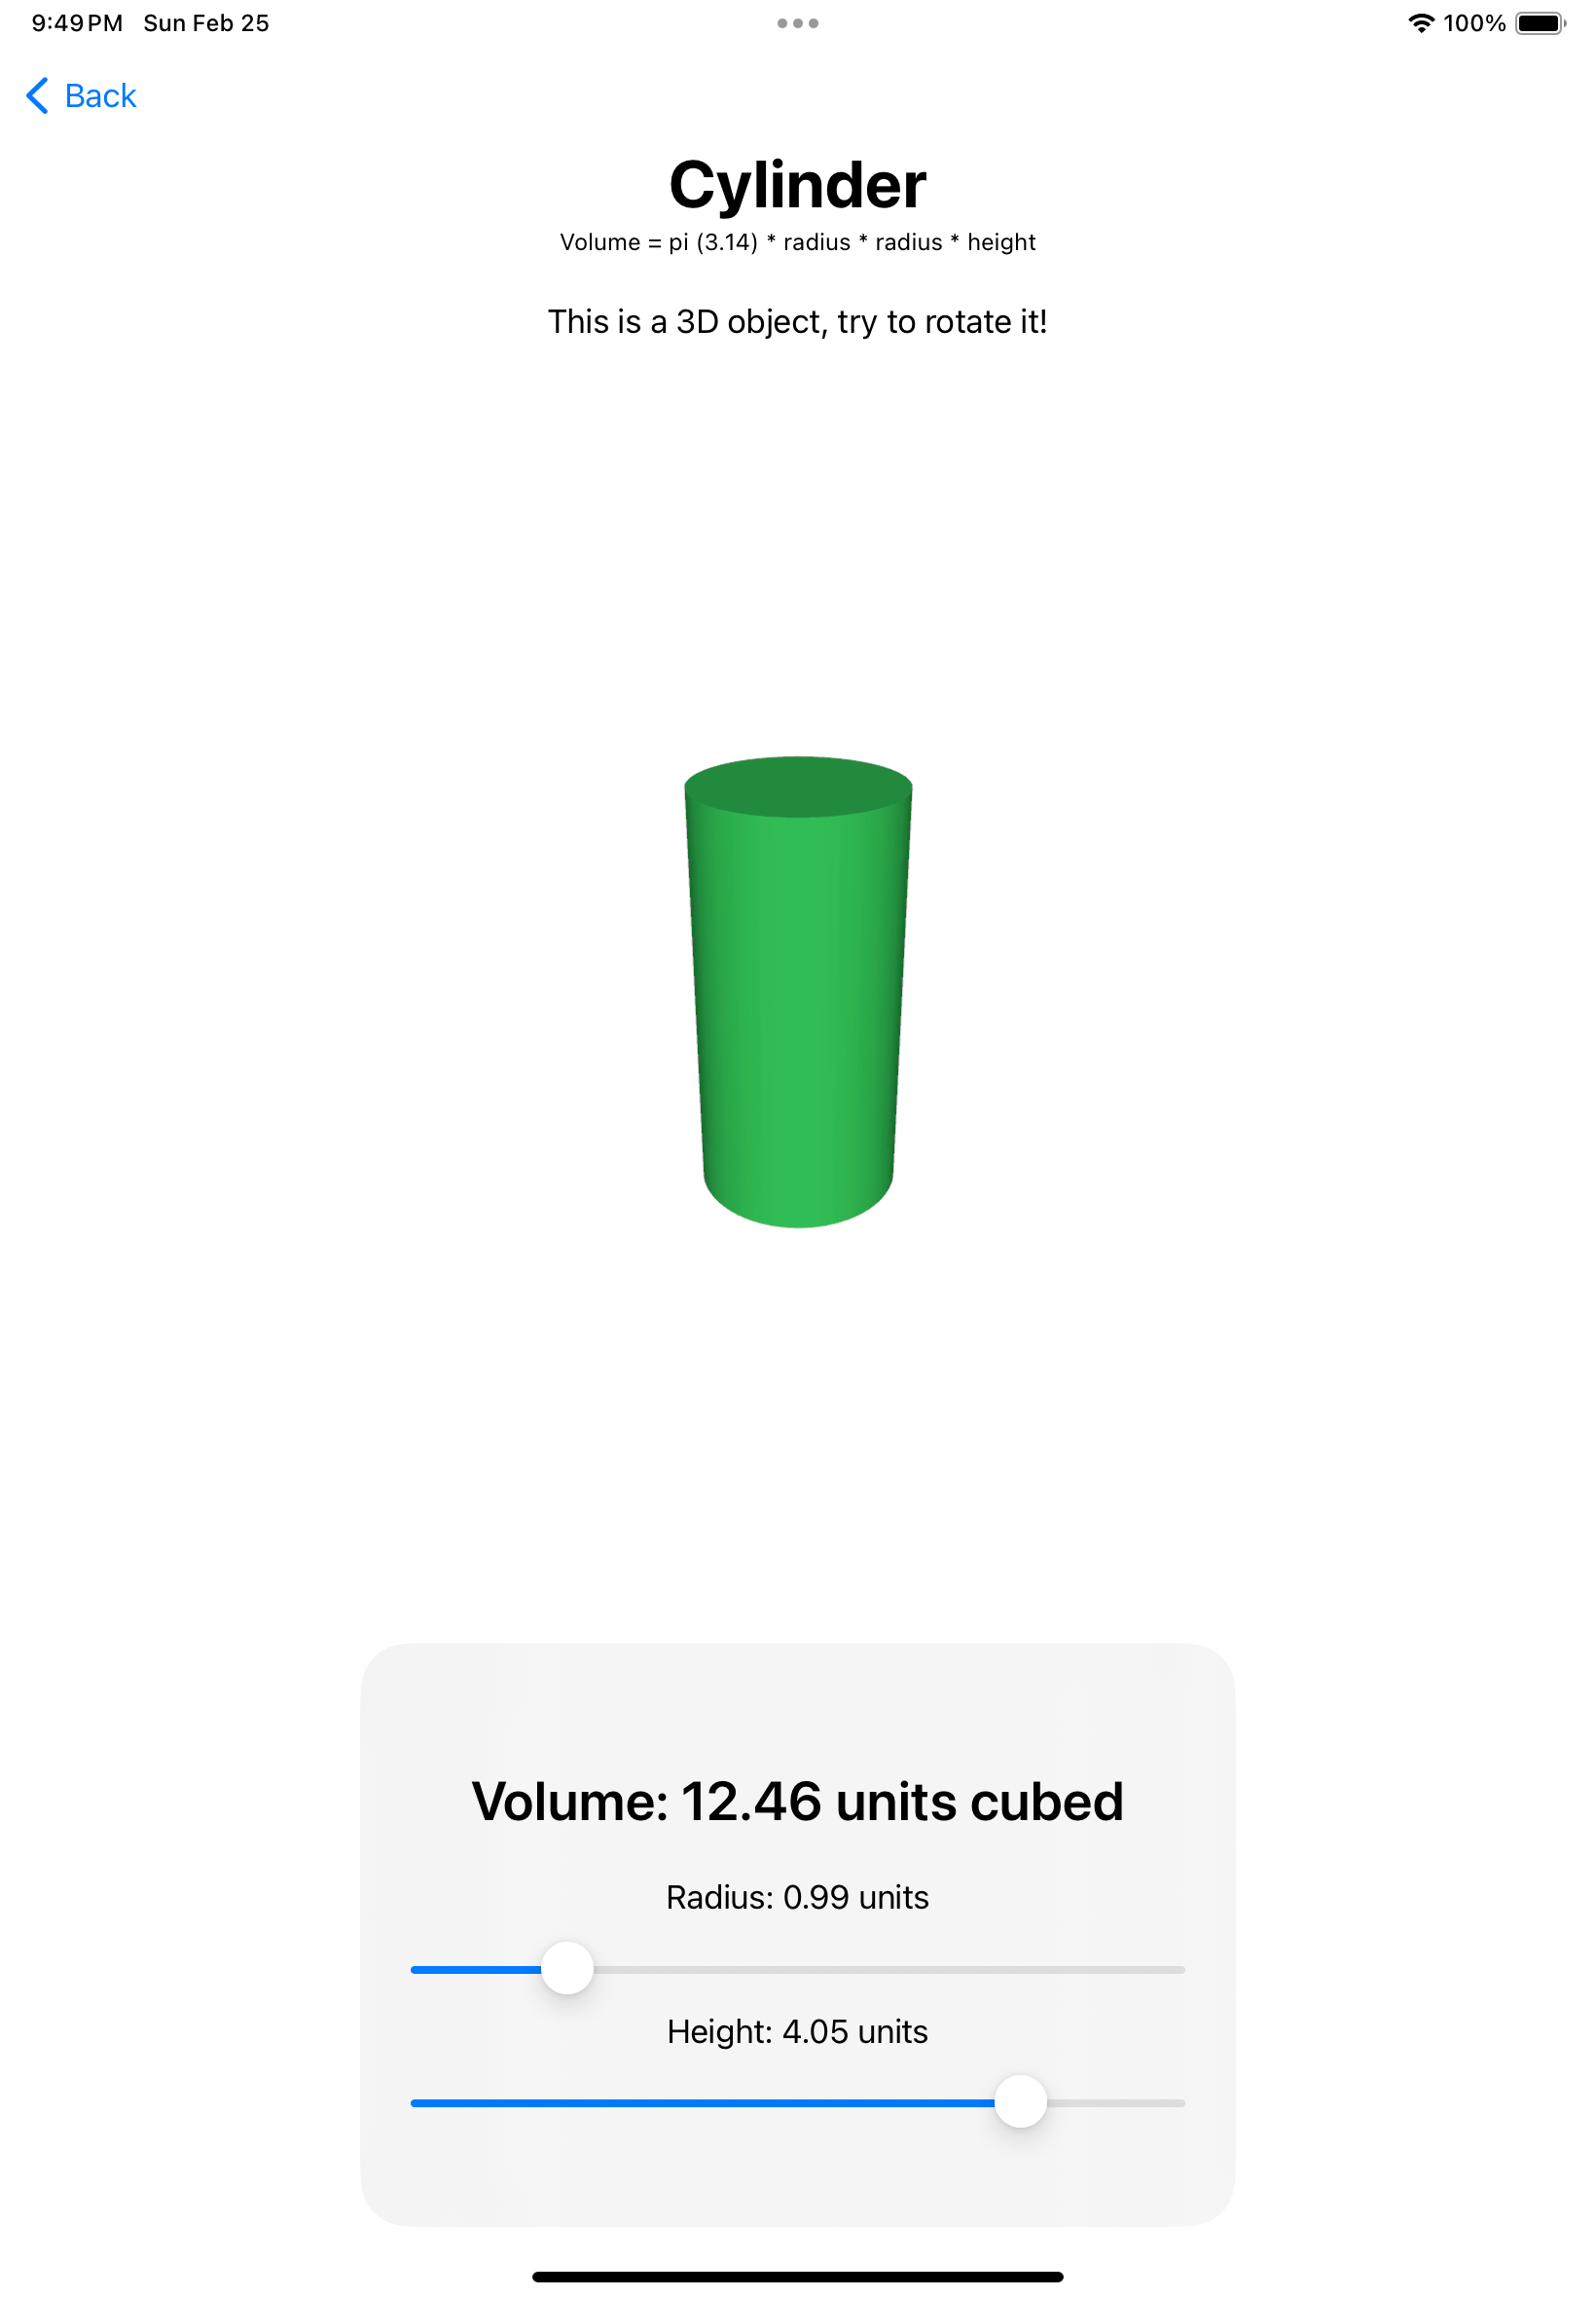 9:49 PM Sun Feb 25 100%
Back
Cylinder
Volume = pi (3.14) * radius * radius * height
This is a 3D object, try to rotate it!
Volume: 12.46 units cubed
Radius: 0.99 units
Height: 4.05 units